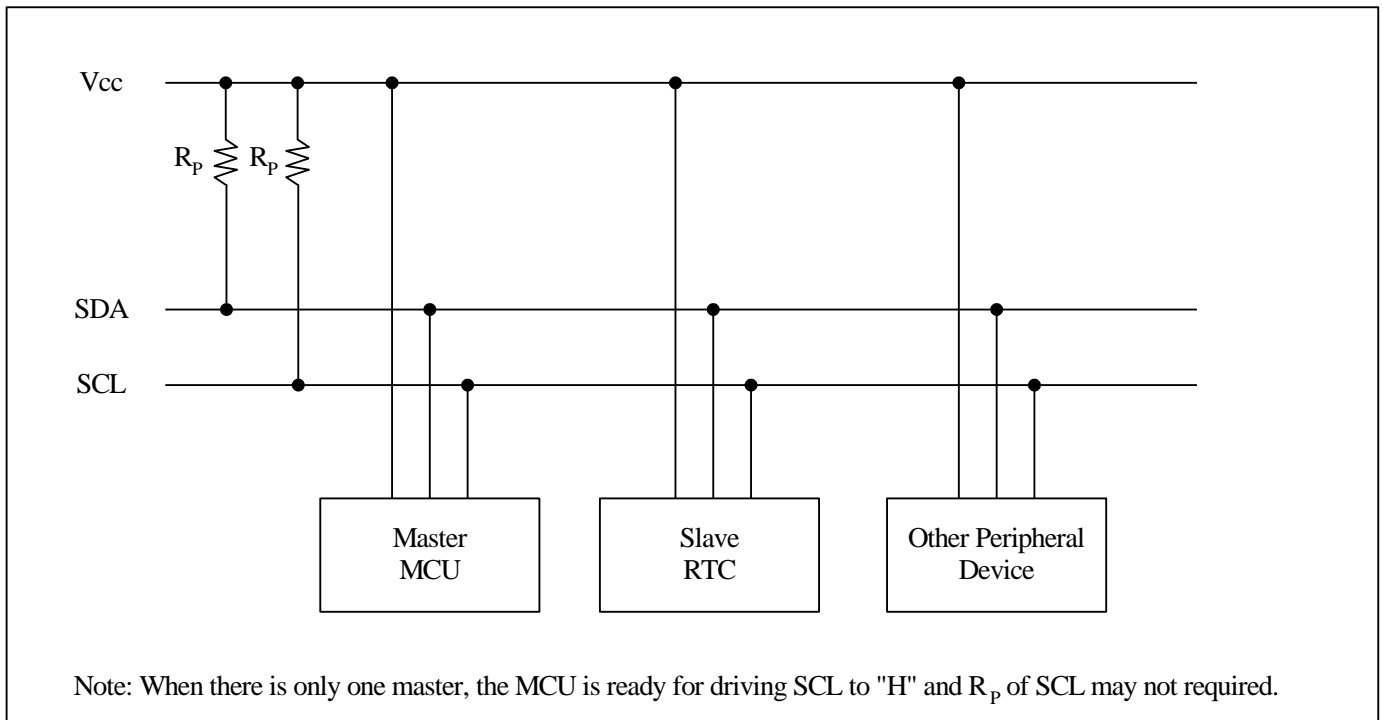 Vcc
R_P R_P
SDA
SCL
Master
MCU
Slave
RTC
Other Peripheral
Device
Note: When there is only one master, the MCU is ready for driving SCL to "H" and R_P of SCL may not required.